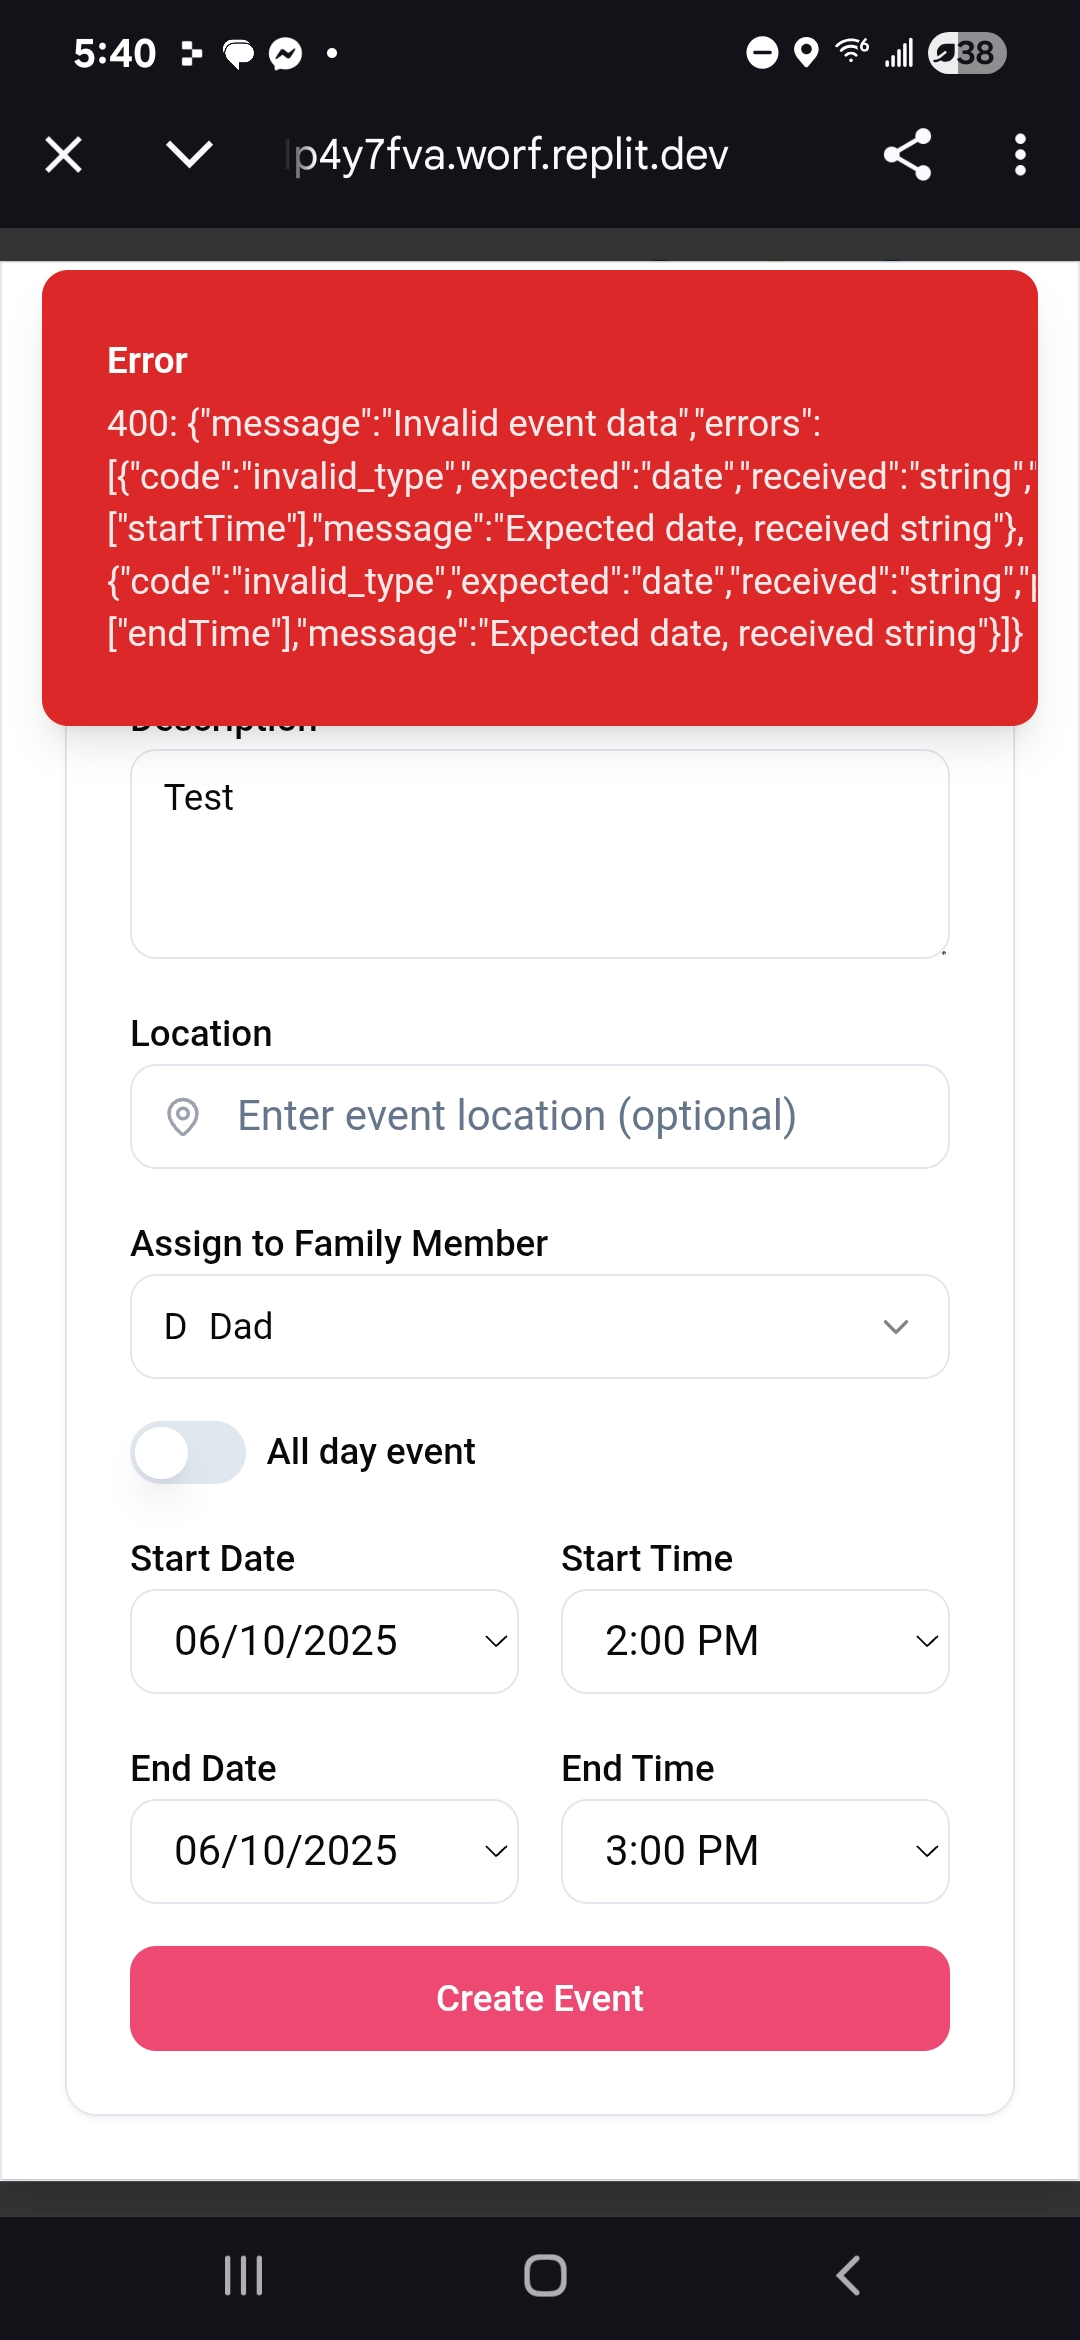 5:40
6
38
p4y7fva.worf.replit.dev
Error
400: {"message":"Invalid event data","errors":
[{"code":"invalid_type","expected":"date","received":"string","
["startTime"],"message":"Expected date, received string"},
{"code":"invalid_type","expected":"date","received":"string","p
["endTime"],"message":"Expected date, received string"}]}
Description
Test
Location
Enter event location (optional)
Assign to Family Member
D Dad
All day event
Start Date
Start Time
06/10/2025
2:00 PM
End Date
End Time
06/10/2025
3:00 PM
Create Event